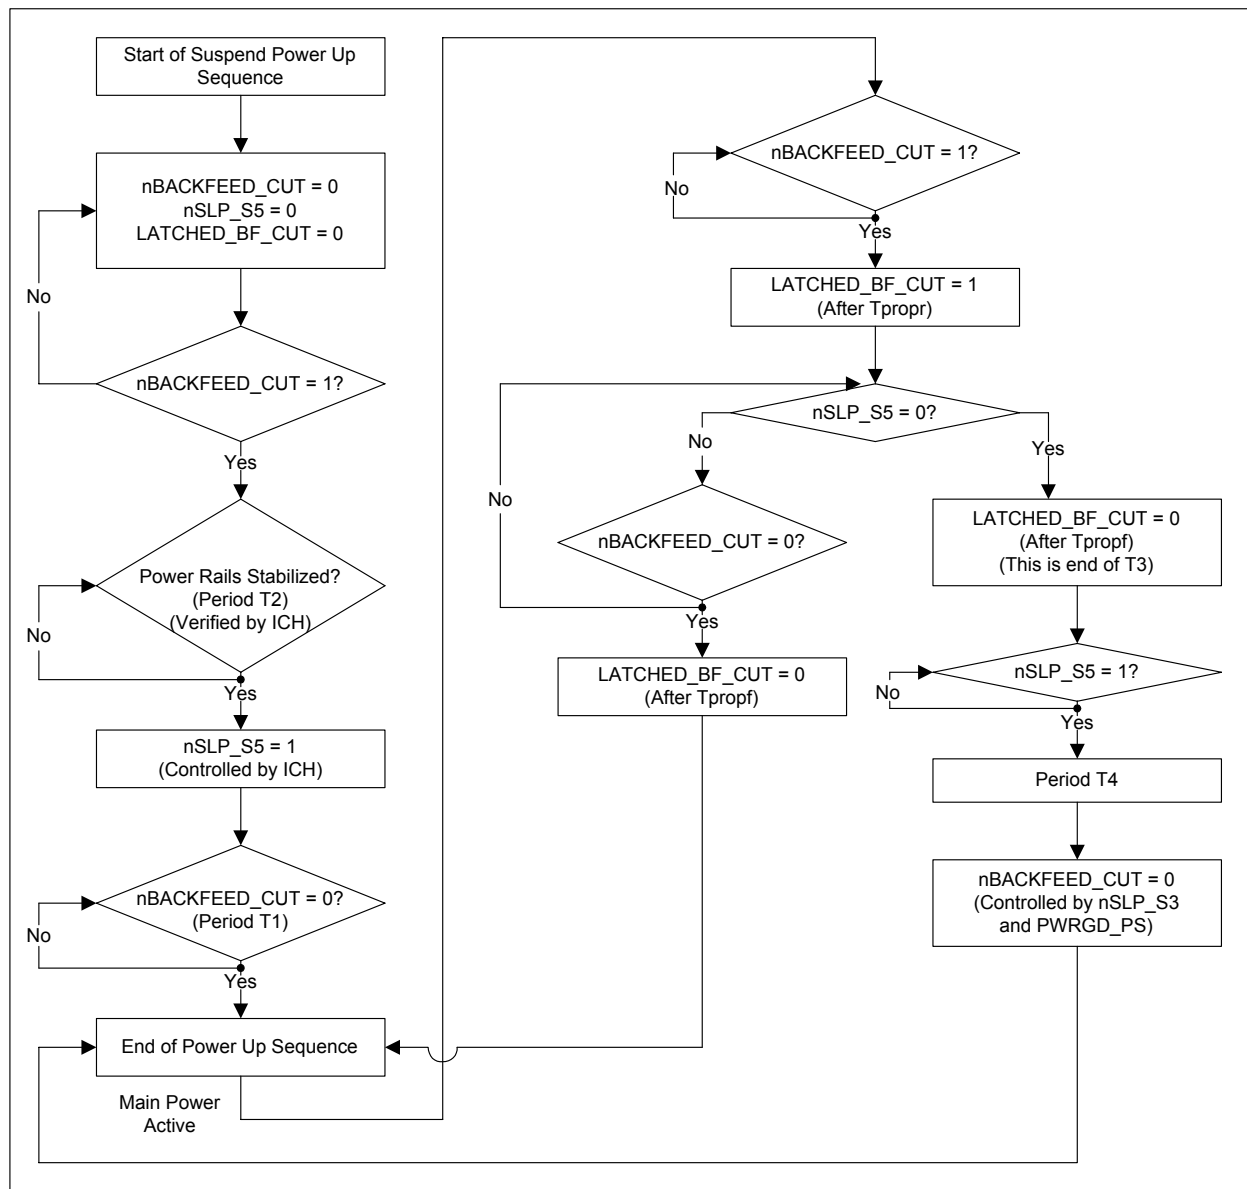 Start of Suspend Power Up
Sequence
nBACKFEED_CUT = 0
nSLP_S5 = 0
LATCHED_BF_CUT = 0
No
nBACKFEED_CUT = 1?
Yes
Power Rails Stabilized?
(Period T2)
(Verified by ICH)
No
Yes
nSLP_S5 = 1
(Controlled by ICH)
nBACKFEED_CUT = 0?
(Period T1)
No
Yes
End of Power Up Sequence
Main Power
Active
nBACKFEED_CUT = 1?
No
Yes
LATCHED_BF_CUT = 1
(After Tpropr)
nSLP_S5 = 0?
No
Yes
No
nBACKFEED_CUT = 0?
Yes
LATCHED_BF_CUT = 0
(After Tpropf)
LATCHED_BF_CUT = 0
(After Tpropf)
(This is end of T3)
nSLP_S5 = 1?
No
Yes
Period T4
nBACKFEED_CUT = 0
(Controlled by nSLP_S3
and PWRGD_PS)